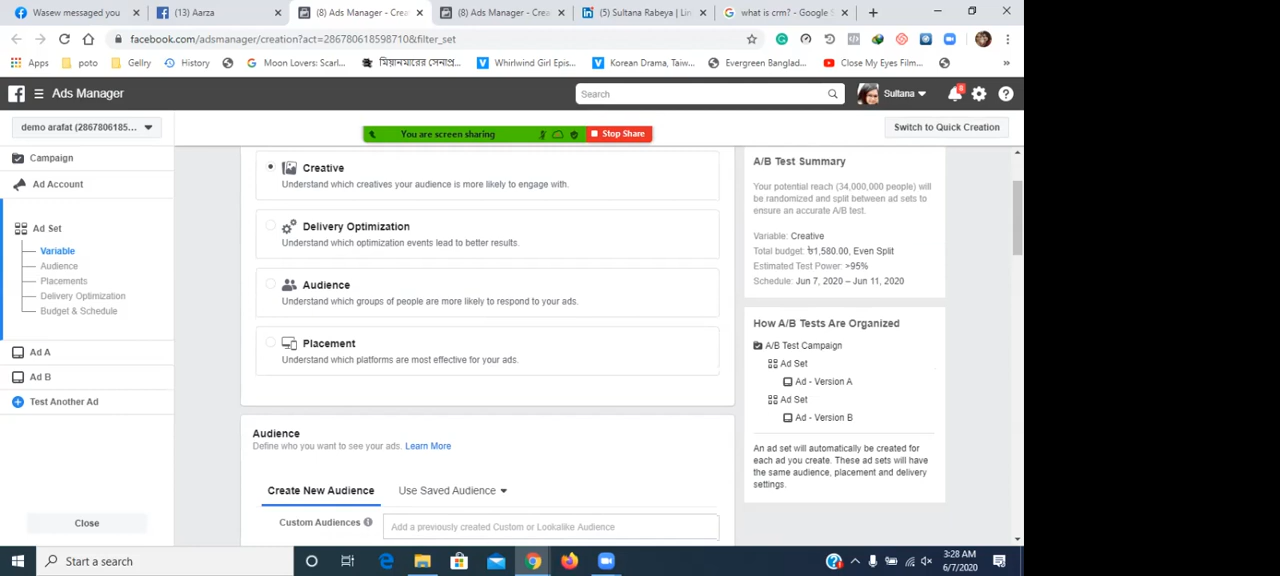 Wasew messaged you
(13) Aarza
(8) Ads Manager - Crea
(8) Ads Manager - Crea
(5) Sultana Rabeya | Lin
what is crm? - Google S
facebook.com/adsmanager/creation?act=286780618598710&filter_set
Apps
poto
Gellry
History
Moon Lovers: Scarl...
মিয়ানমারের সেনাপ্র...
Whirlwind Girl Epis...
Korean Drama, Taiw...
Evergreen Banglad...
Close My Eyes Film...
Ads Manager
Search
Sultana
8
demo arafat (2867806185...
You are screen sharing
Stop Share
Switch to Quick Creation
Campaign
Ad Account
Ad Set
Variable
Audience
Placements
Delivery Optimization
Budget & Schedule
Ad A
Ad B
Test Another Ad
Close
Creative
Understand which creatives your audience is more likely to engage with.
Delivery Optimization
Understand which optimization events lead to better results.
Audience
Understand which groups of people are more likely to respond to your ads.
Placement
Understand which platforms are most effective for your ads.
Audience
Define who you want to see your ads. Learn More
Create New Audience
Use Saved Audience
Custom Audiences
Add a previously created Custom or Lookalike Audience
A/B Test Summary
Your potential reach (34,000,000 people) will
be randomized and split between ad sets to
ensure an accurate A/B test.
Variable: Creative
Total budget: ৳1,580.00, Even Split
Estimated Test Power: >95%
Schedule: Jun 7, 2020 – Jun 11, 2020
How A/B Tests Are Organized
A/B Test Campaign
Ad Set
Ad - Version A
Ad Set
Ad - Version B
An ad set will automatically be created for
each ad you create. These ad sets will have
the same audience, placement and delivery
settings.
Start a search
3:28 AM
6/7/2020